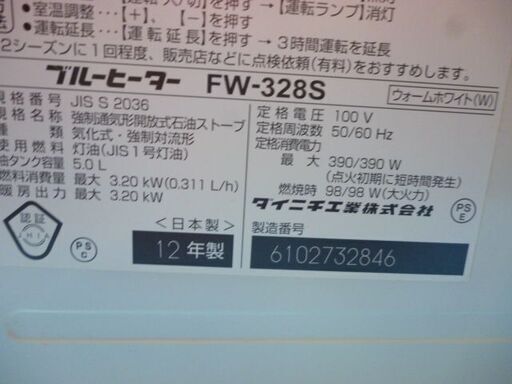 室温調整…［+］、［-］を押す
運転延長…［運転延長］を押す → 3時間運転を延長
2シーズンに1回程度、販売店などに点検依頼(有料)をおすすめします。
ブルーヒーター FW-328S ウォームホワイト(W)
規格番号 JIS S 2036
規格名称 強制通気形開放式石油ストーブ
型式 気化式・強制対流形
使用燃料 灯油(JIS1号灯油)
油タンク容量 5.0 L
燃料消費量 最大 3.20 kW(0.311 L/h)
暖房出力 最大 3.20 kW
定格電圧 100 V
定格周波数 50/60 Hz
定格消費電力
最大 390/390 W
(点火初期に短時間発生)
燃焼時 98/98 W(大火力)
ダイニチ工業株式会社
認証
JHIA
PS
C
PS
E
<日本製>
12年製
製造番号
6102732846